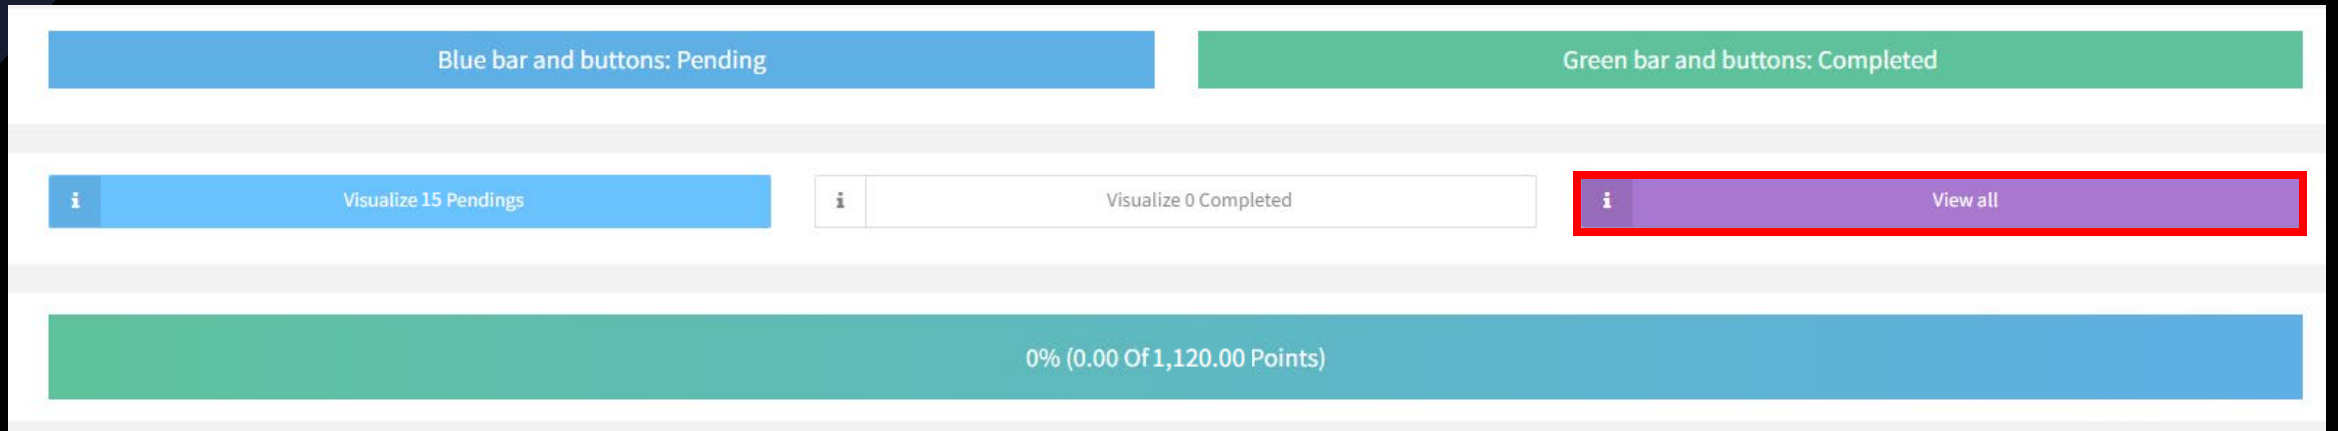 Blue bar and buttons: Pending
Green bar and buttons: Completed
i Visualize 15 Pendings
i Visualize 0 Completed
i View all
0% (0.00 Of 1,120.00 Points)